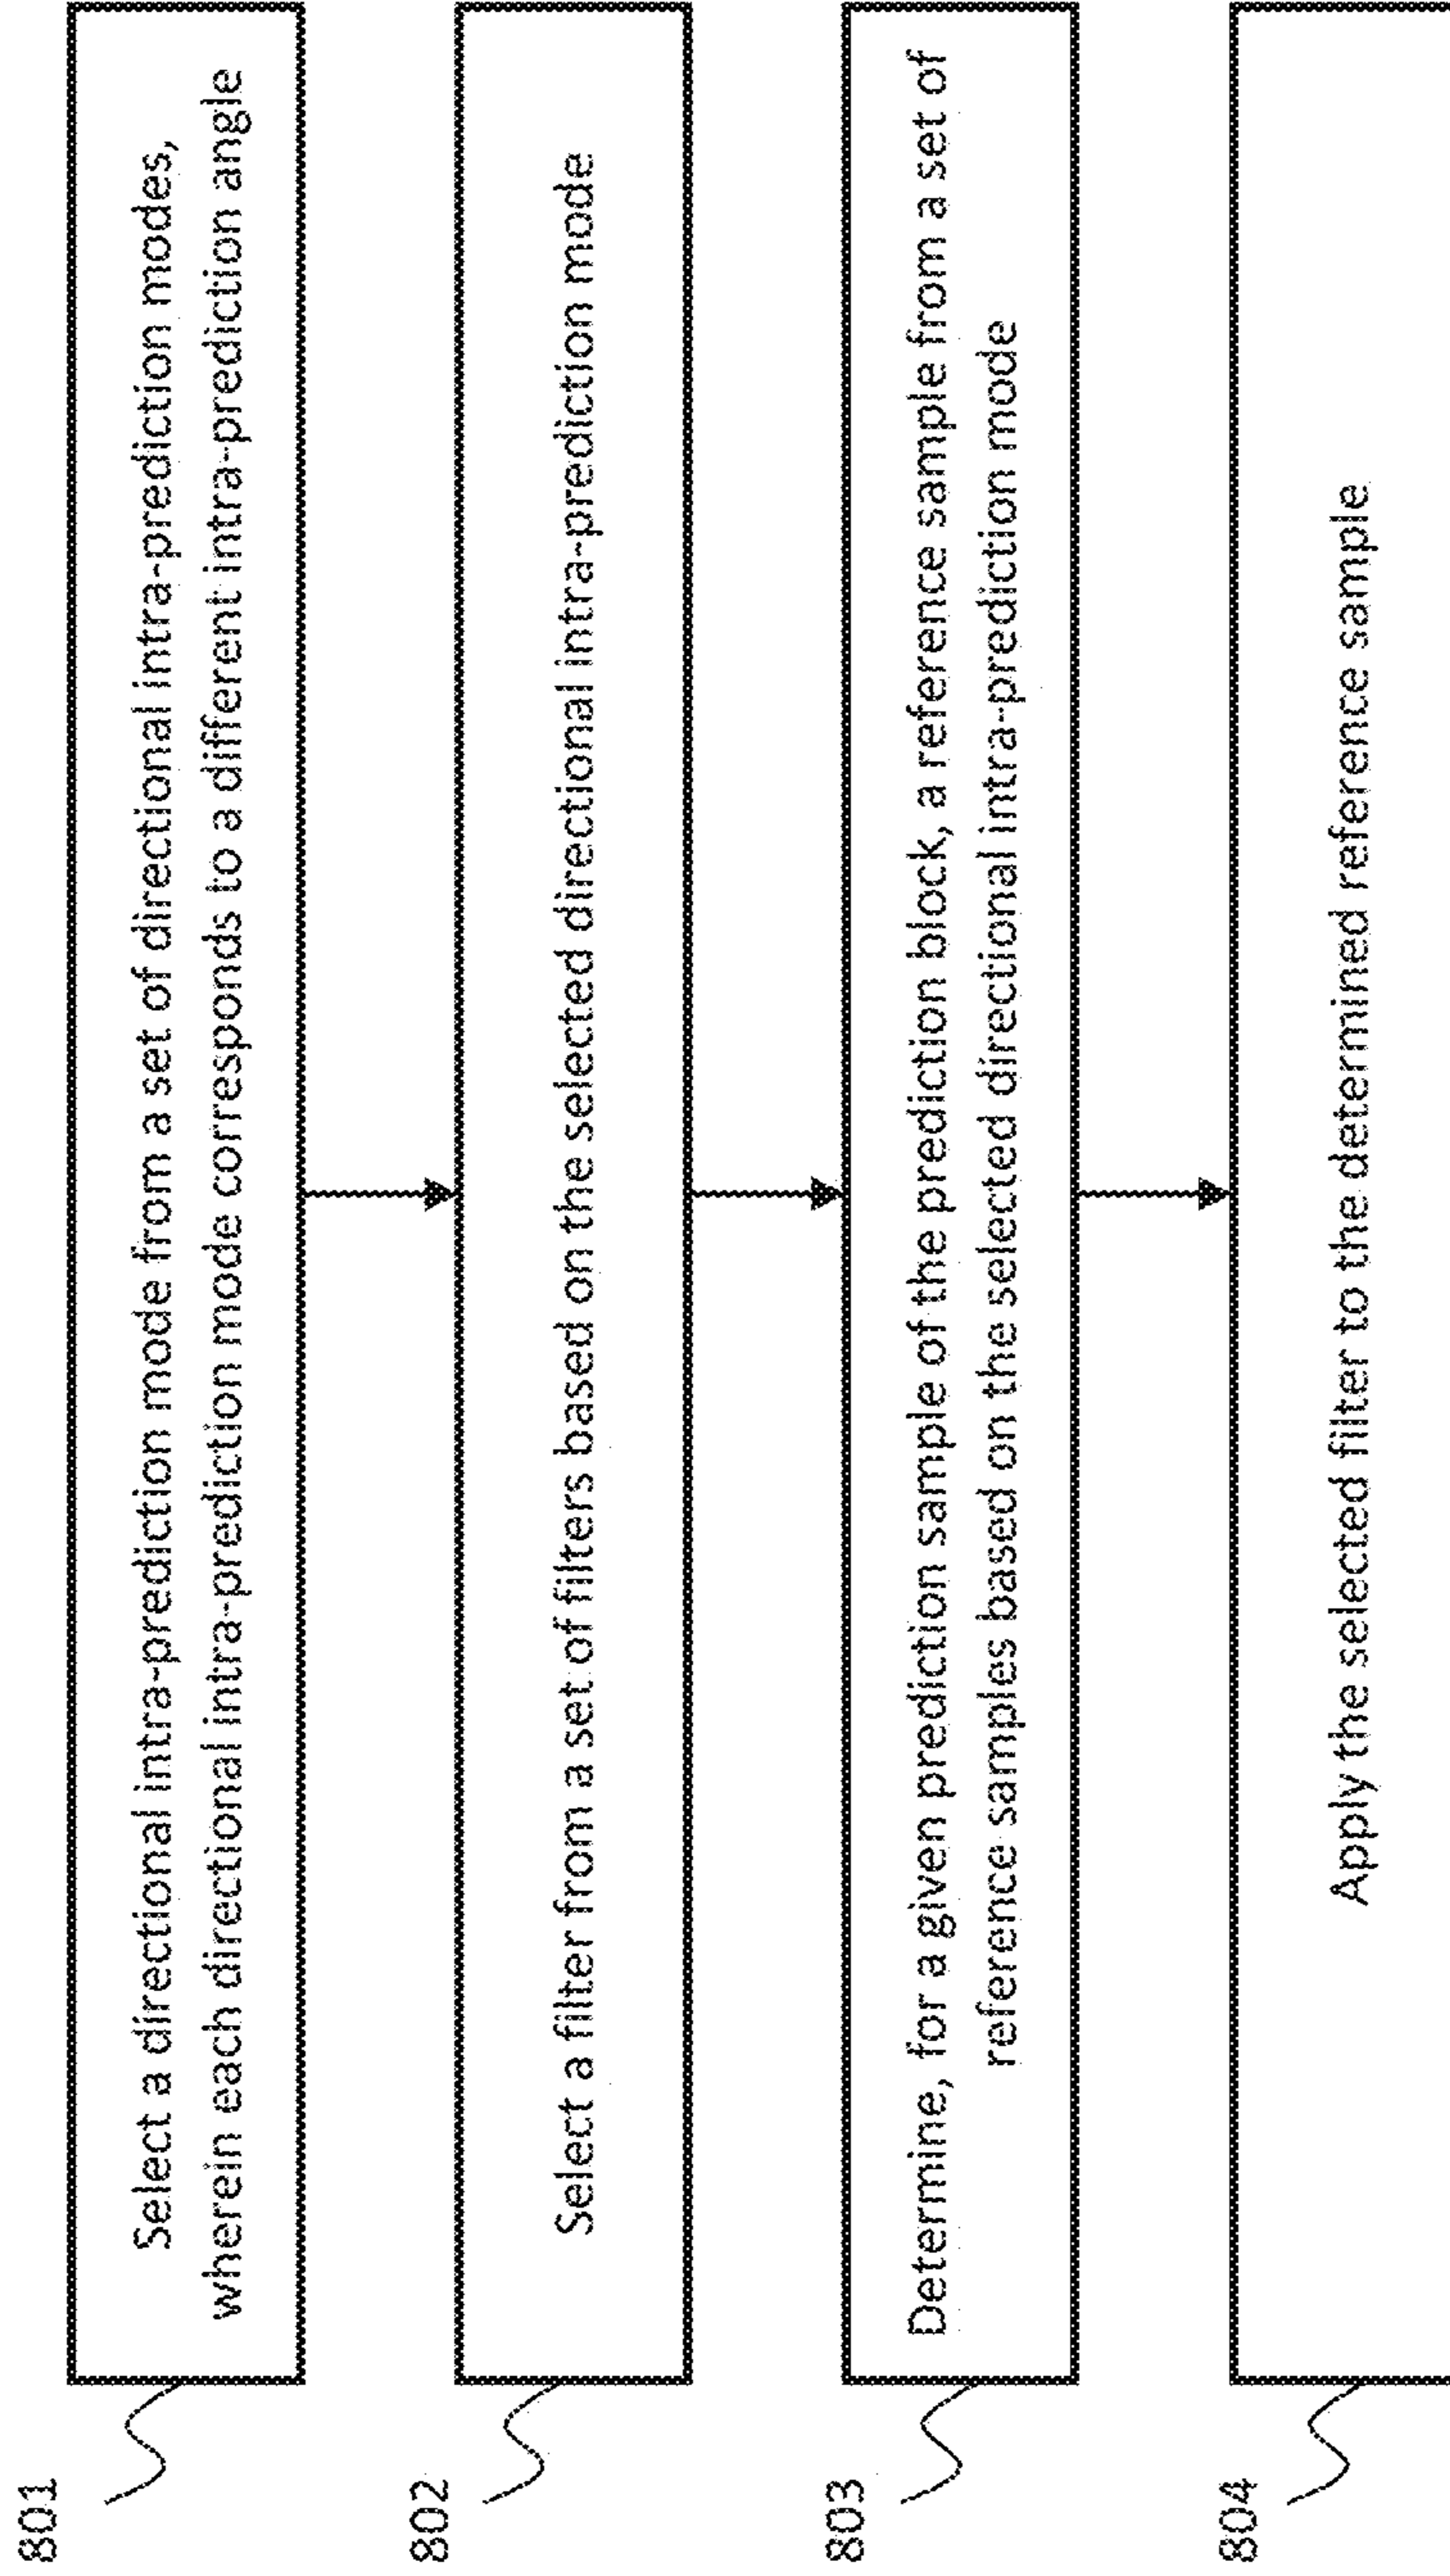 801
Select a directional intra-prediction mode from a set of directional intra-prediction modes,
wherein each directional intra-prediction mode corresponds to a different intra-prediction angle
802
Select a filter from a set of filters based on the selected directional intra-prediction mode
803
Determine, for a given prediction sample of the prediction block, a reference sample from a set of
reference samples based on the selected directional intra-prediction mode
804
Apply the selected filter to the determined reference sample